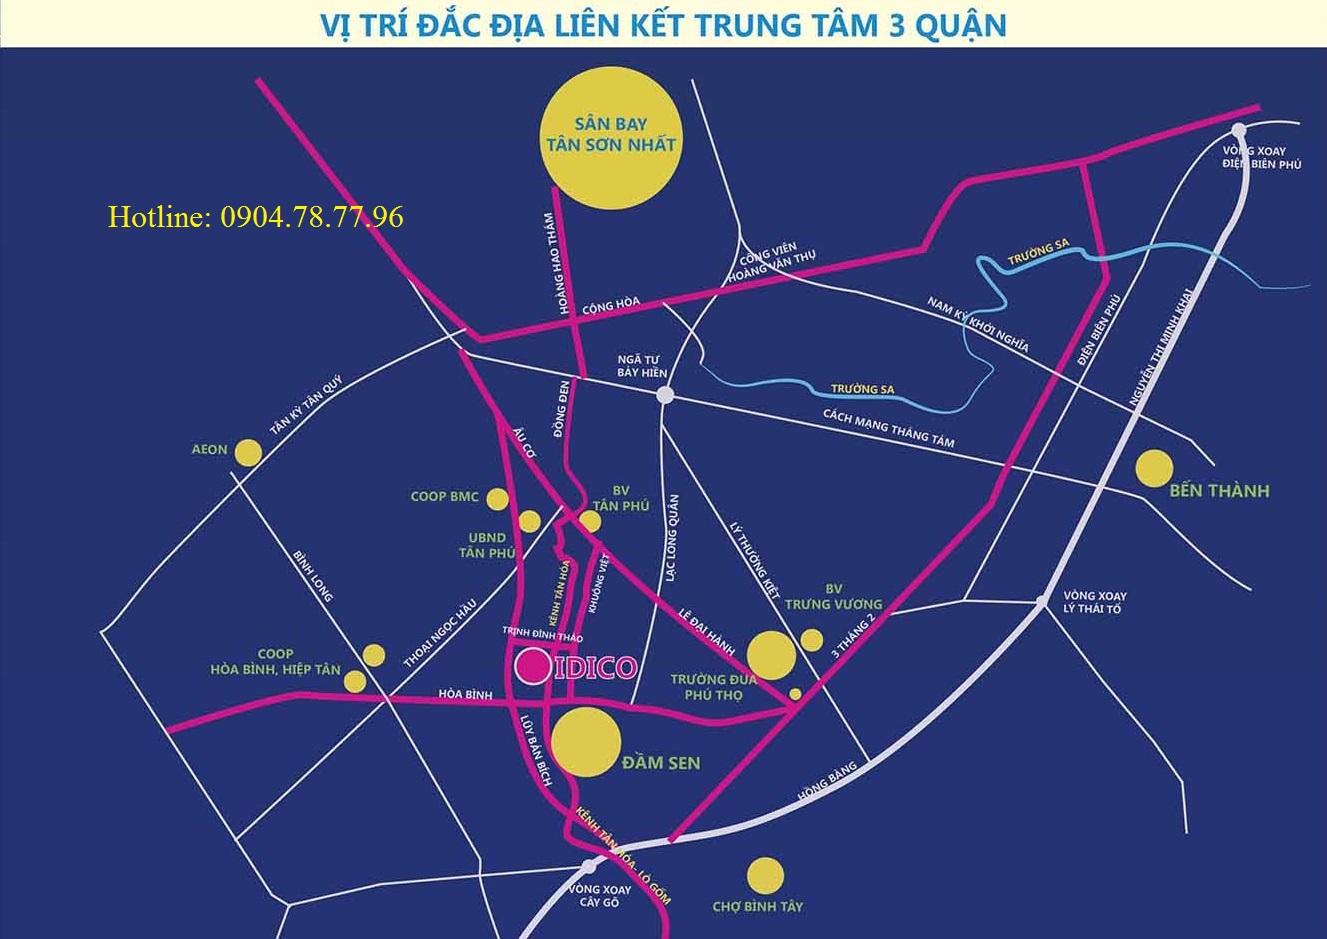 VỊ TRÍ ĐẮC ĐỊA LIÊN KẾT TRUNG TÂM 3 QUẬN
SÂN BAY
TÂN SƠN NHẤT
VÒNG XOAY
ĐIỆN BIÊN PHỦ
Hotline: 0904.78.77.96
HOÀNG HAO THÁM
CÔNG VIÊN
HOÀNG VĂN THỤ
TRƯỜNG SA
CỘNG HÒA
NAM KỲ KHỞI NGHĨA
ĐIỆN BIÊN PHỦ
NGUYỄN THỊ MINH KHAI
NGÃ TƯ
BẢY HIỀN
TRƯỜNG SA
TÂN KỲ TÂN QUÝ
ĐỒNG ĐEN
CÁCH MẠNG THÁNG TÁM
AEON
ÂU CƠ
COOP BMC
BV
TÂN PHÚ
BẾN THÀNH
UBND
TÂN PHÚ
LẠC LONG QUÂN
LÝ THƯỜNG KIỆT
BÌNH LONG
KÊNH TÂN HÓA
KHUÔNG VIỆT
BV
TRƯNG VƯƠNG
VÒNG XOAY
LÝ THÁI TỔ
THOẠI NGỌC HẦU
TRỊNH ĐÌNH THẢO
LÊ ĐẠI HÀNH
3 THÁNG 2
COOP
HÒA BÌNH, HIỆP TÂN
IDICO
TRƯỜNG ĐUA
PHÚ THỌ
HÒA BÌNH
LŨY BÁN BÍCH
ĐẦM SEN
HỒNG BÀNG
KÊNH TÂN HÓA- LÒ GỐM
VÒNG XOAY
CÂY GÕ
CHỢ BÌNH TÂY